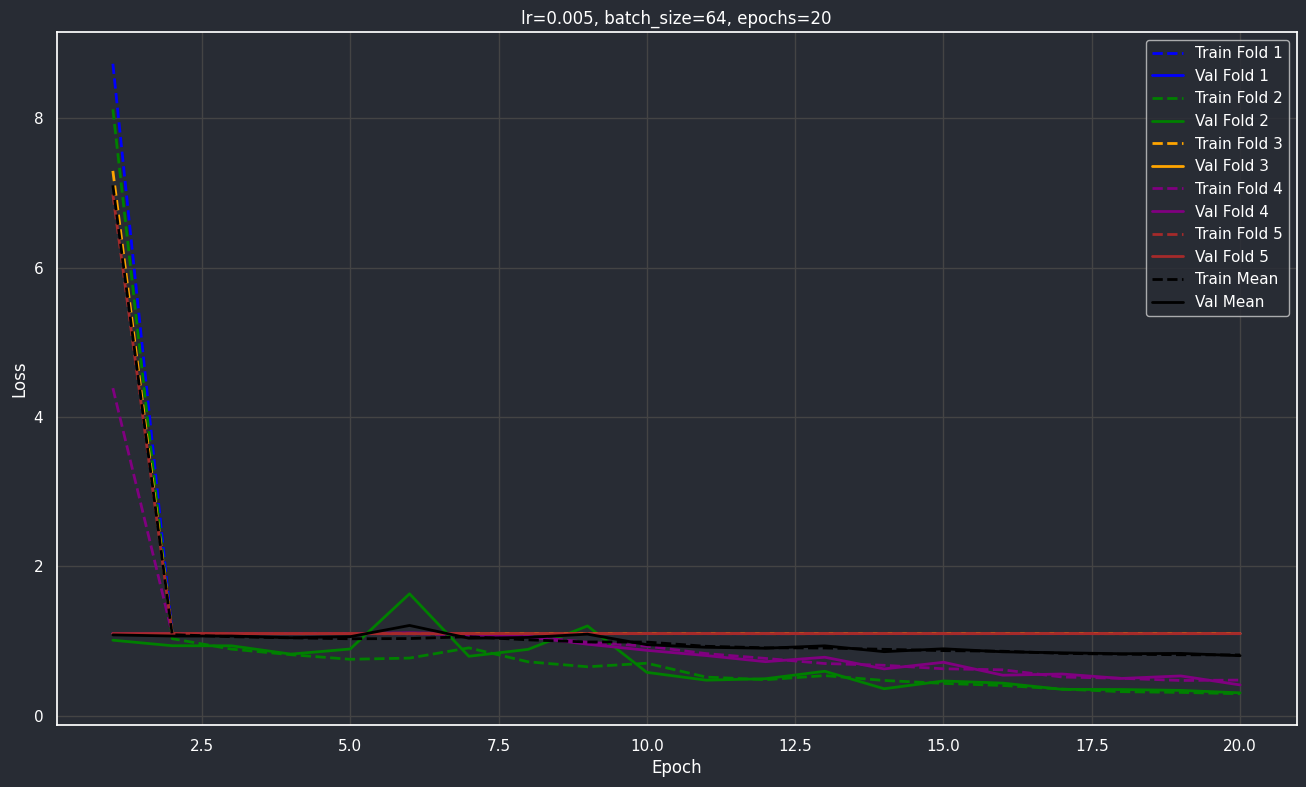 lr=0.005, batch_size=64, epochs=20
Train Fold 1
Val Fold 1
Train Fold 2
Val Fold 2
Train Fold 3
Val Fold 3
Train Fold 4
Val Fold 4
Train Fold 5
Val Fold 5
Train Mean
Val Mean
Loss
8
6
4
2
0
2.5 5.0 7.5 10.0 12.5 15.0 17.5 20.0
Epoch